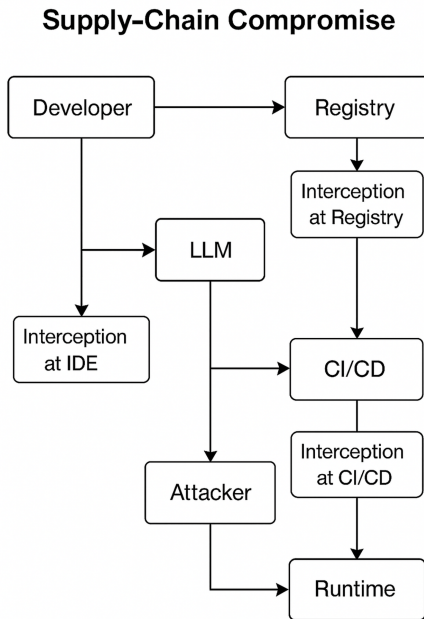 Supply-Chain Compromise
Developer
Registry
Interception
at Registry
LLM
Interception
at IDE
CI/CD
Interception
at CI/CD
Attacker
Runtime